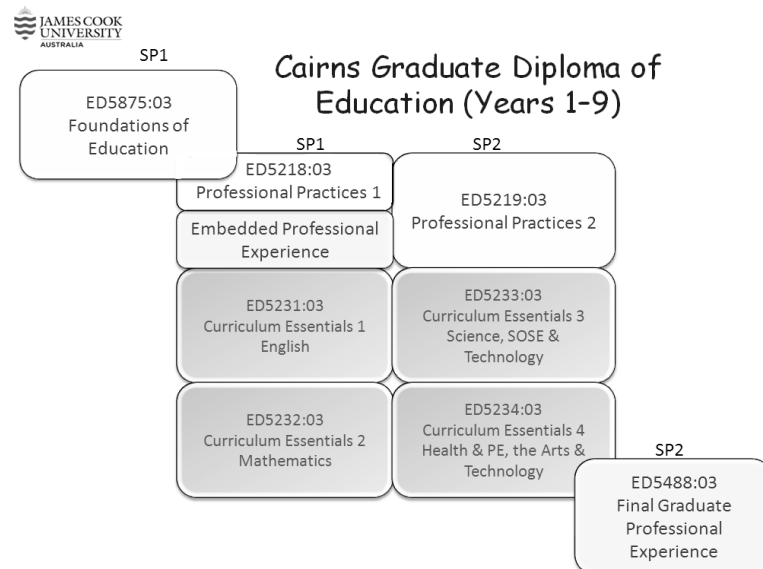 JAMES COOK
UNIVERSITY
AUSTRALIA
SP1
Cairns Graduate Diploma of
Education (Years 1–9)
ED5875:03
Foundations of
Education
SP1
SP2
ED5218:03
Professional Practices 1
Embedded Professional
Experience
ED5219:03
Professional Practices 2
ED5231:03
Curriculum Essentials 1
English
ED5233:03
Curriculum Essentials 3
Science, SOSE &
Technology
ED5232:03
Curriculum Essentials 2
Mathematics
ED5234:03
Curriculum Essentials 4
Health & PE, the Arts &
Technology
SP2
ED5488:03
Final Graduate
Professional
Experience